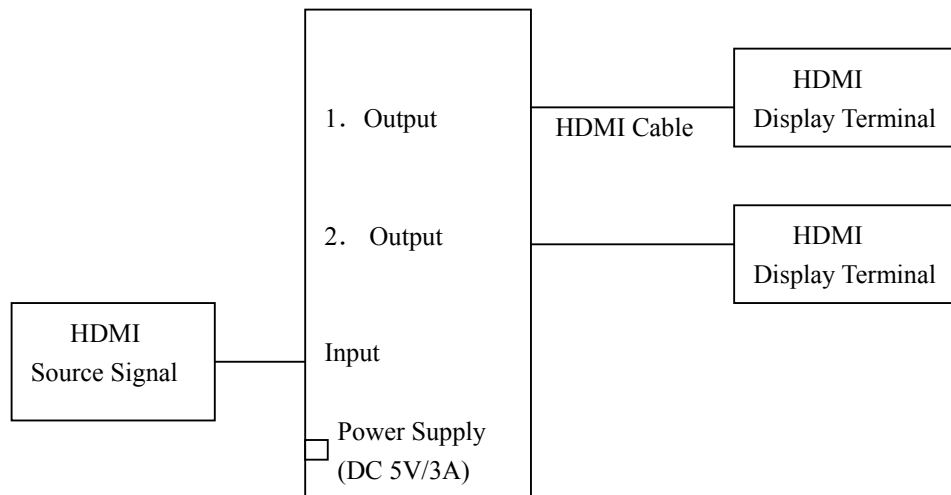 HDMI
Display Terminal
1. Output
HDMI Cable
2. Output
HDMI
Display Terminal
HDMI
Source Signal
Input
Power Supply
(DC 5V/3A)